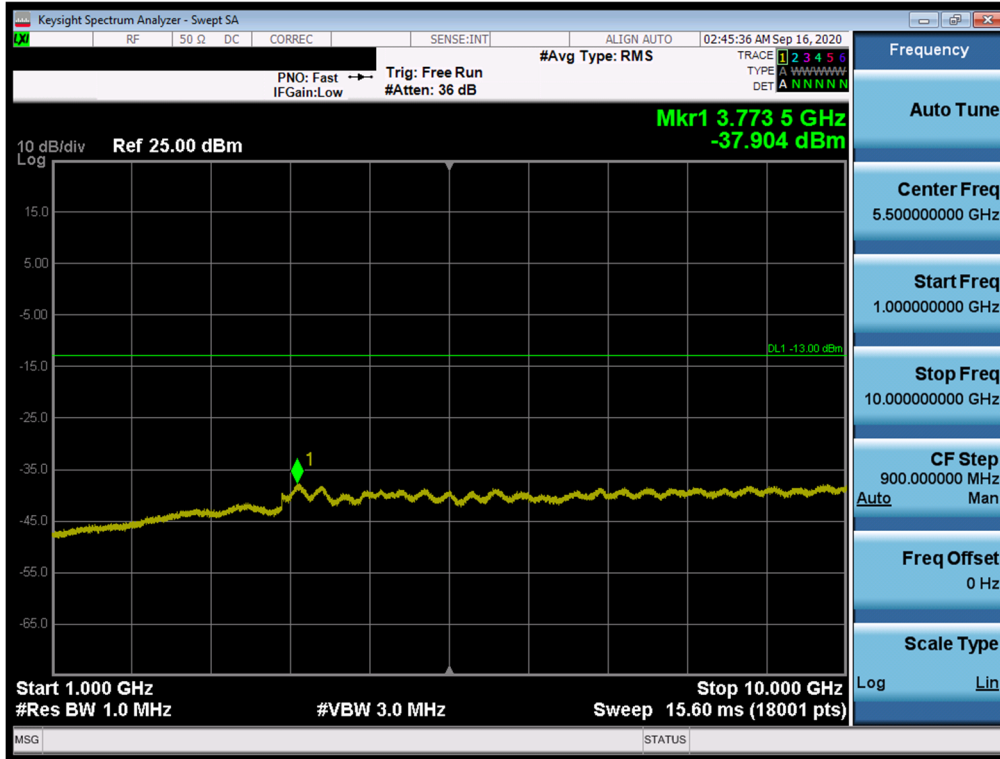 Keysight Spectrum Analyzer - Swept SA
LXI RF 50 Ω DC CORREC SENSE:INT ALIGN AUTO 02:45:36 AM Sep 16, 2020
Frequency
PNO: Fast
IFGain:Low
Trig: Free Run
#Atten: 36 dB
#Avg Type: RMS
TRACE 1 2 3 4 5 6
TYPE A WWWWW
DET A N N N N N
Mkr1 3.773 5 GHz
-37.904 dBm
10 dB/div
Log
Ref 25.00 dBm
15.0
5.00
-5.00
DL1 -13.00 dBm
-15.0
-25.0
-35.0
1
-45.0
-55.0
-65.0
Start 1.000 GHz
Stop 10.000 GHz
#Res BW 1.0 MHz
#VBW 3.0 MHz
Sweep 15.60 ms (18001 pts)
Auto Tune
Center Freq
5.500000000 GHz
Start Freq
1.000000000 GHz
Stop Freq
10.000000000 GHz
CF Step
900.000000 MHz
Auto Man
Freq Offset
0 Hz
Scale Type
Log Lin
MSG
STATUS